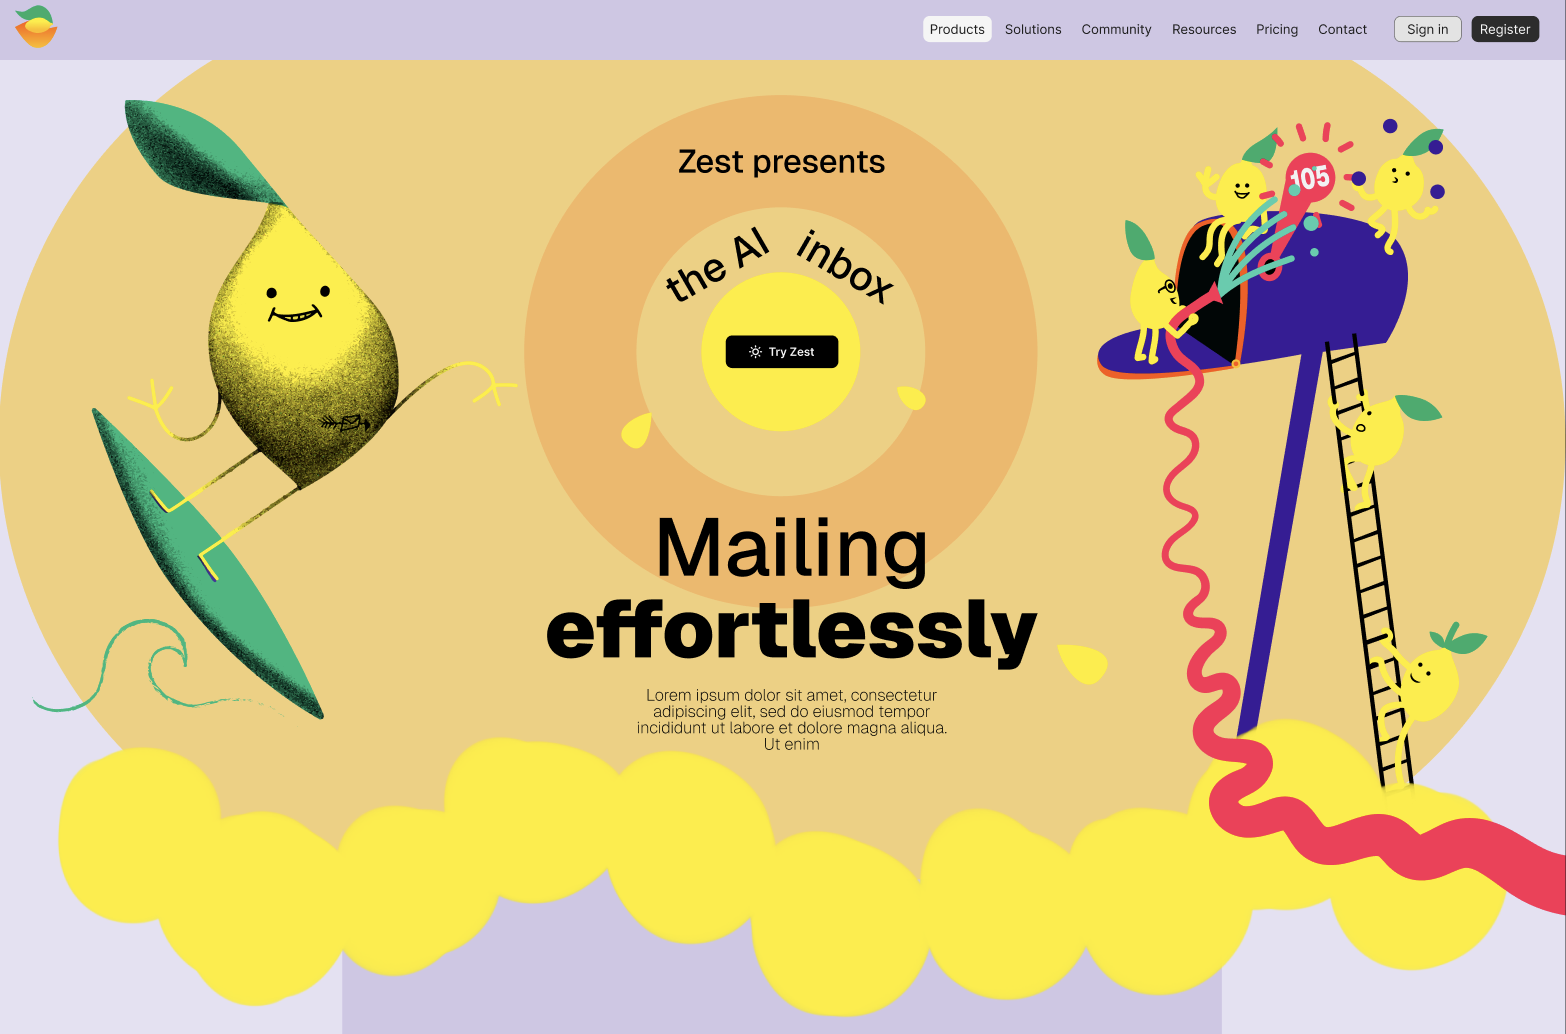 Products Solutions Community Resources Pricing Contact Sign in Register
Zest presents
the AI inbox
105
Try Zest
Mailing
effortlessly
Lorem ipsum dolor sit amet, consectetur
adipiscing elit, sed do eiusmod tempor
incididunt ut labore et dolore magna aliqua.
Ut enim